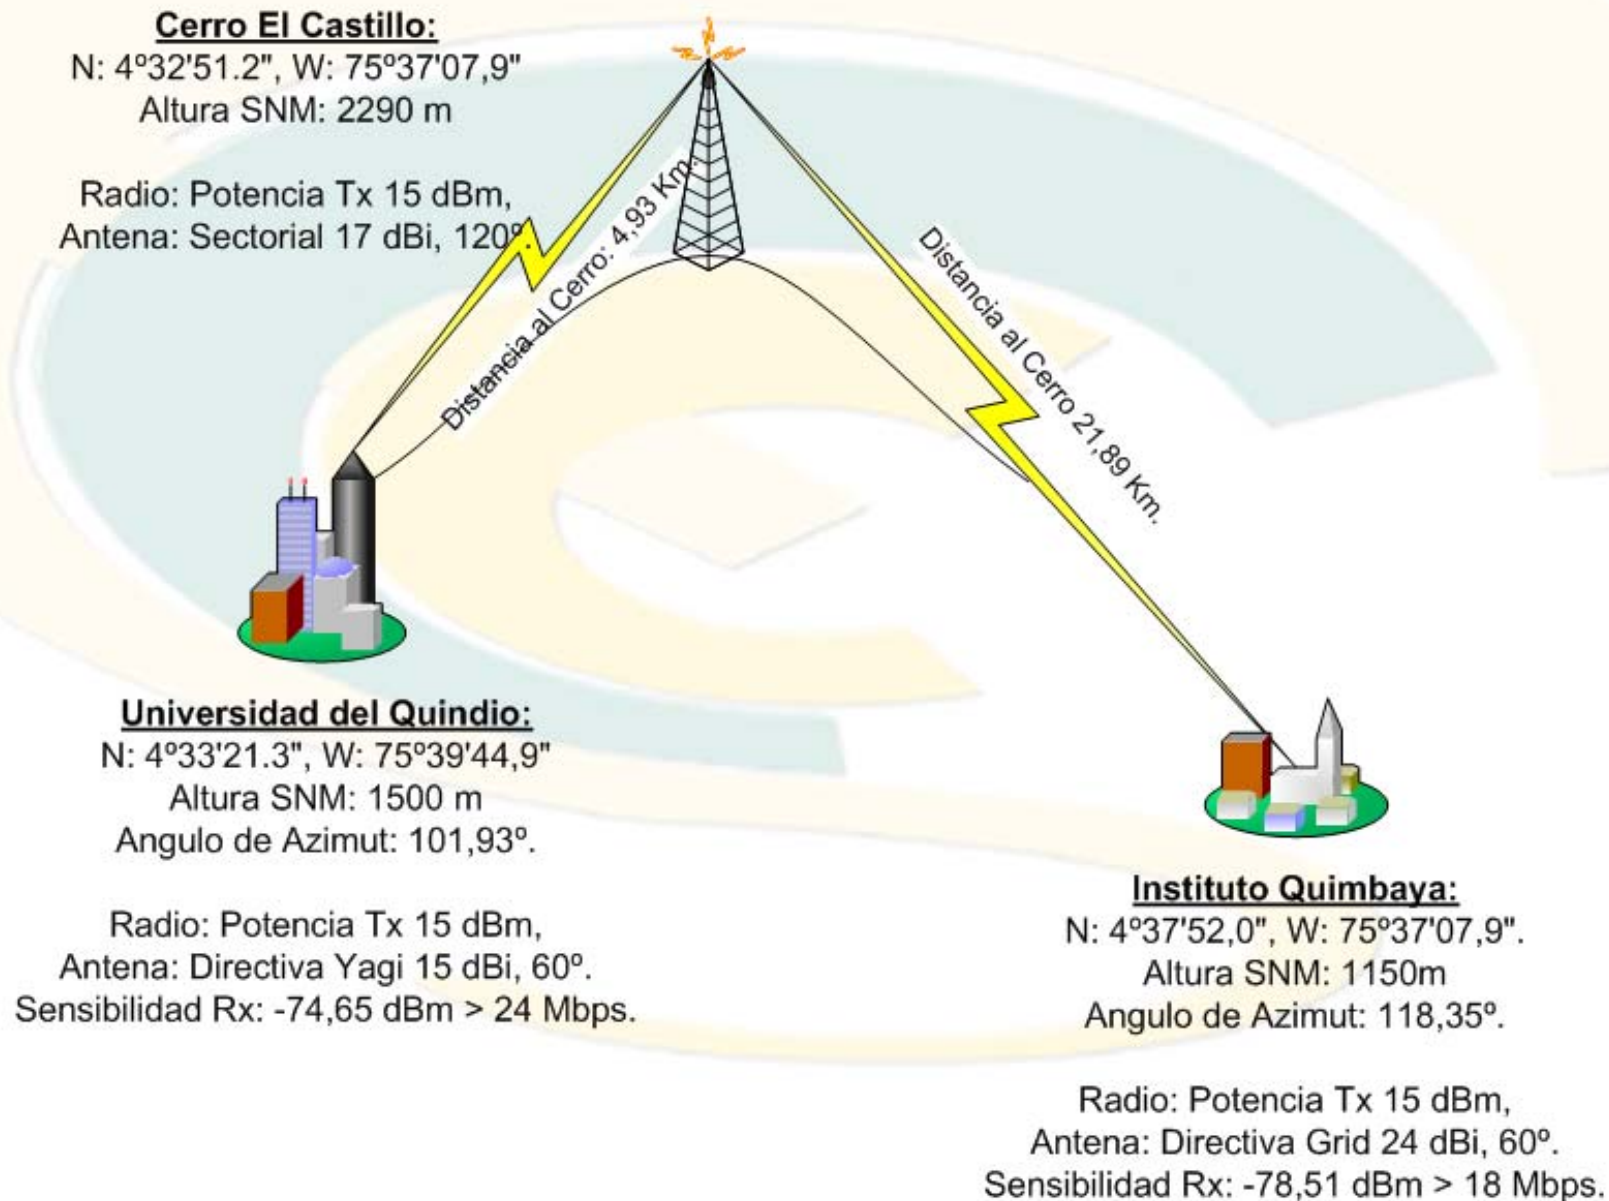 Cerro El Castillo:
N: 4º32'51.2", W: 75º37'07,9"
Altura SNM: 2290 m
Radio: Potencia Tx 15 dBm,
Antena: Sectorial 17 dBi, 120º.
Distancia al Cerro: 4,93 Km.
Distancia al Cerro 21,89 Km.
Universidad del Quindio:
N: 4º33'21.3", W: 75º39'44,9"
Altura SNM: 1500 m
Angulo de Azimut: 101,93º.
Radio: Potencia Tx 15 dBm,
Antena: Directiva Yagi 15 dBi, 60º.
Sensibilidad Rx: -74,65 dBm > 24 Mbps.
Instituto Quimbaya:
N: 4º37'52,0", W: 75º37'07,9".
Altura SNM: 1150m
Angulo de Azimut: 118,35º.
Radio: Potencia Tx 15 dBm,
Antena: Directiva Grid 24 dBi, 60º.
Sensibilidad Rx: -78,51 dBm > 18 Mbps.